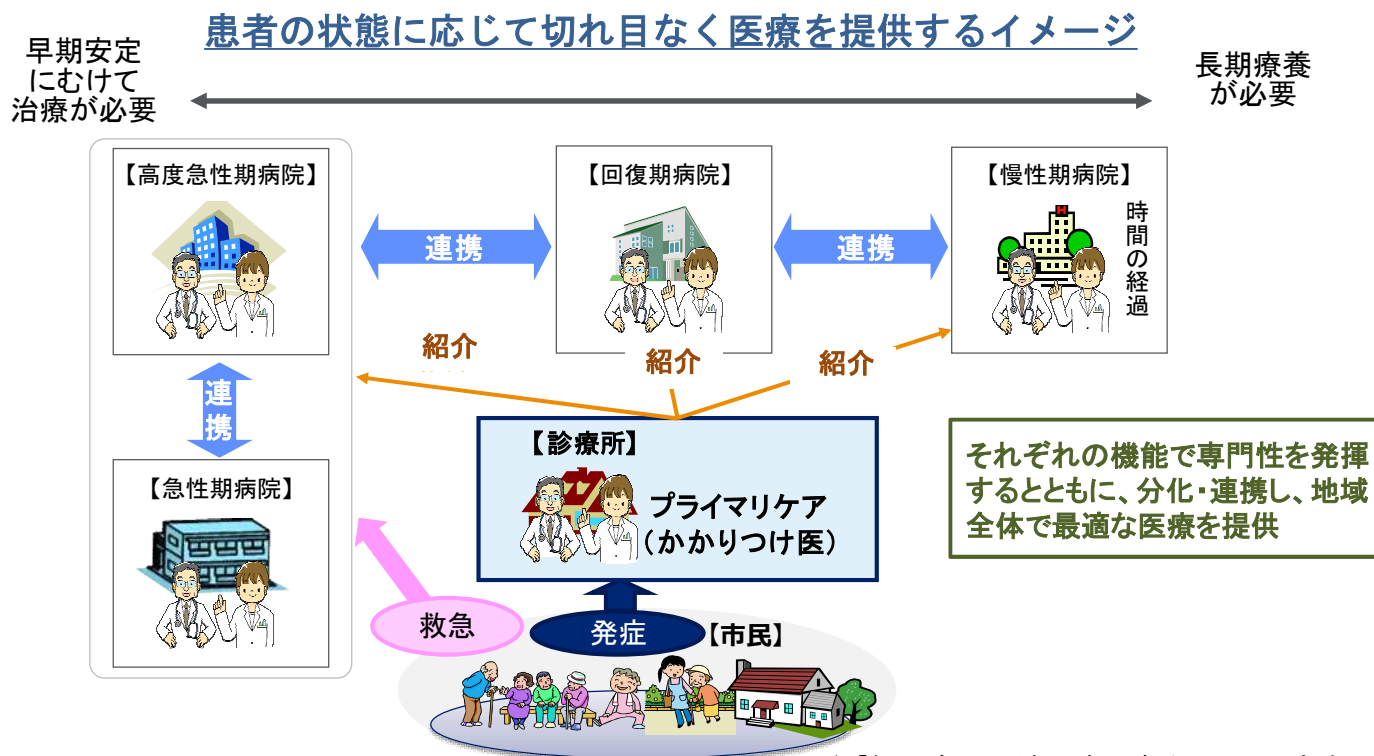 患者の状態に応じて切れ目なく医療を提供するイメージ
早期安定
にむけて
治療が必要
長期療養
が必要
【高度急性期病院】
【回復期病院】
【慢性期病院】
時間の経過
連携
連携
紹介
紹介
紹介
連携
【急性期病院】
【診療所】
プライマリケア
（かかりつけ医）
それぞれの機能で専門性を発揮
するとともに、分化・連携し、地域
全体で最適な医療を提供
救急
発症
【市民】